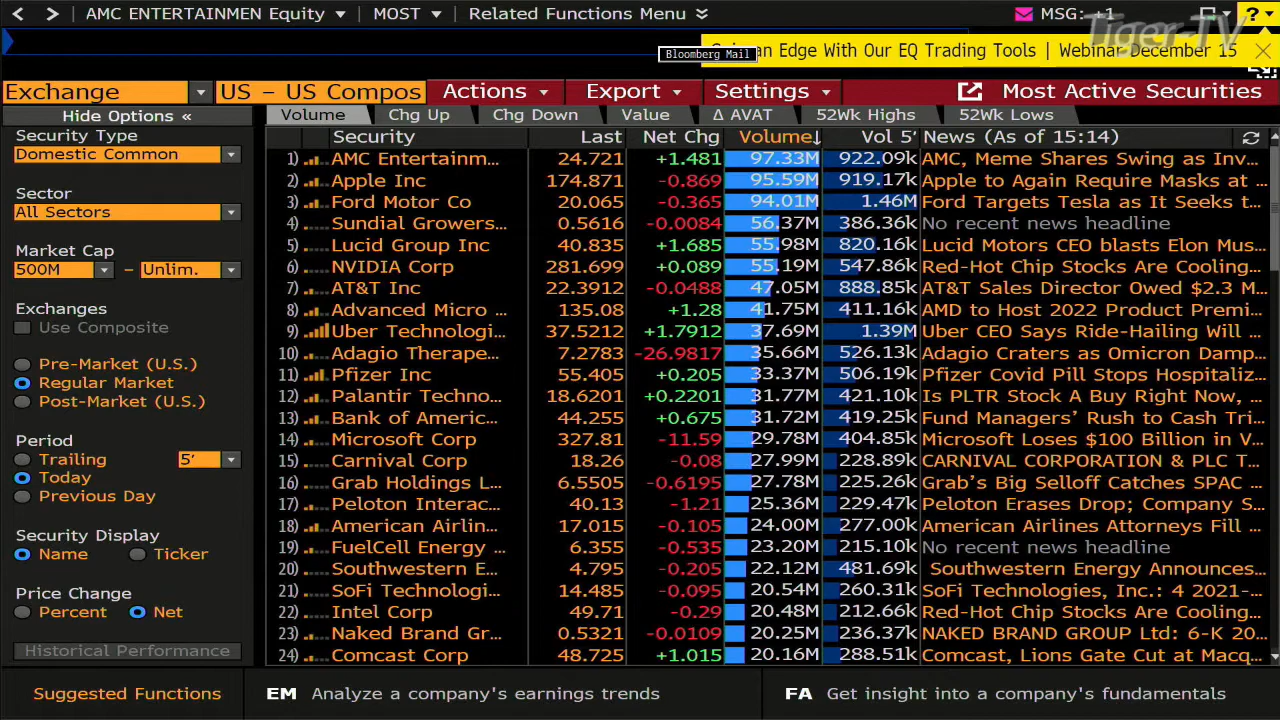 < > AMC ENTERTAINMEN Equity MOST Related Functions Menu MSG: +1 ?
Tiger-TV
Edge With Our EQ Trading Tools | Webinar December 15
Bloomberg Mail
Exchange US – US Compos Actions Export Settings Most Active Securities
Hide Options « Volume Chg Up Chg Down Value Δ AVAT 52Wk Highs 52Wk Lows
Security Type
Domestic Common
Sector
All Sectors
Market Cap
500M – Unlim.
Exchanges
Use Composite
Pre-Market (U.S.)
Regular Market
Post-Market (U.S.)
Period
Trailing 5'
Today
Previous Day
Security Display
Name Ticker
Price Change
Percent Net
Historical Performance
Security Last Net Chg Volume↓ Vol 5' News (As of 15:14)
1) AMC Entertainm... 24.721 +1.481 97.33M 922.09k AMC, Meme Shares Swing as Inv...
2) Apple Inc 174.871 -0.869 95.59M 919.17k Apple to Again Require Masks at ...
3) Ford Motor Co 20.065 -0.365 94.01M 1.46M Ford Targets Tesla as It Seeks t...
4) Sundial Growers... 0.5616 -0.0084 56.37M 386.36k No recent news headline
5) Lucid Group Inc 40.835 +1.685 55.98M 820.16k Lucid Motors CEO blasts Elon Mus...
6) NVIDIA Corp 281.699 +0.089 55.19M 547.86k Red-Hot Chip Stocks Are Cooling...
7) AT&T Inc 22.3912 -0.0488 47.05M 888.85k AT&T Sales Director Owed $2.3 M...
8) Advanced Micro ... 135.08 +1.28 41.75M 411.16k AMD to Host 2022 Product Premi...
9) Uber Technologi... 37.5212 +1.7912 37.69M 1.39M Uber CEO Says Ride-Hailing Will ...
10) Adagio Therape... 7.2783 -26.9817 35.66M 526.13k Adagio Craters as Omicron Damp...
11) Pfizer Inc 55.405 +0.205 33.37M 506.19k Pfizer Covid Pill Stops Hospitaliz...
12) Palantir Techno... 18.6201 +0.2201 31.77M 421.10k Is PLTR Stock A Buy Right Now, ...
13) Bank of Americ... 44.255 +0.675 31.72M 419.25k Fund Managers' Rush to Cash Tri...
14) Microsoft Corp 327.81 -11.59 29.78M 404.85k Microsoft Loses $100 Billion in V...
15) Carnival Corp 18.26 -0.08 27.99M 228.89k CARNIVAL CORPORATION & PLC T...
16) Grab Holdings L... 6.5505 -0.6195 27.78M 225.26k Grab's Big Selloff Catches SPAC ...
17) Peloton Interac... 40.13 -1.21 25.36M 229.47k Peloton Erases Drop; Company S...
18) American Airlin... 17.015 -0.105 24.00M 277.00k American Airlines Attorneys Fill ...
19) FuelCell Energy ... 6.355 -0.535 23.20M 215.10k No recent news headline
20) Southwestern E... 4.795 -0.205 22.12M 481.69k Southwestern Energy Announces...
21) SoFi Technologi... 14.485 -0.095 20.54M 260.31k SoFi Technologies, Inc.: 4 2021-...
22) Intel Corp 49.71 -0.29 20.48M 212.66k Red-Hot Chip Stocks Are Cooling...
23) Naked Brand Gr... 0.5321 -0.0109 20.25M 236.37k NAKED BRAND GROUP Ltd: 6-K 20...
24) Comcast Corp 48.725 +1.015 20.16M 288.51k Comcast, Lions Gate Cut at Macq...
Suggested Functions EM Analyze a company's earnings trends FA Get insight into a company's fundamentals